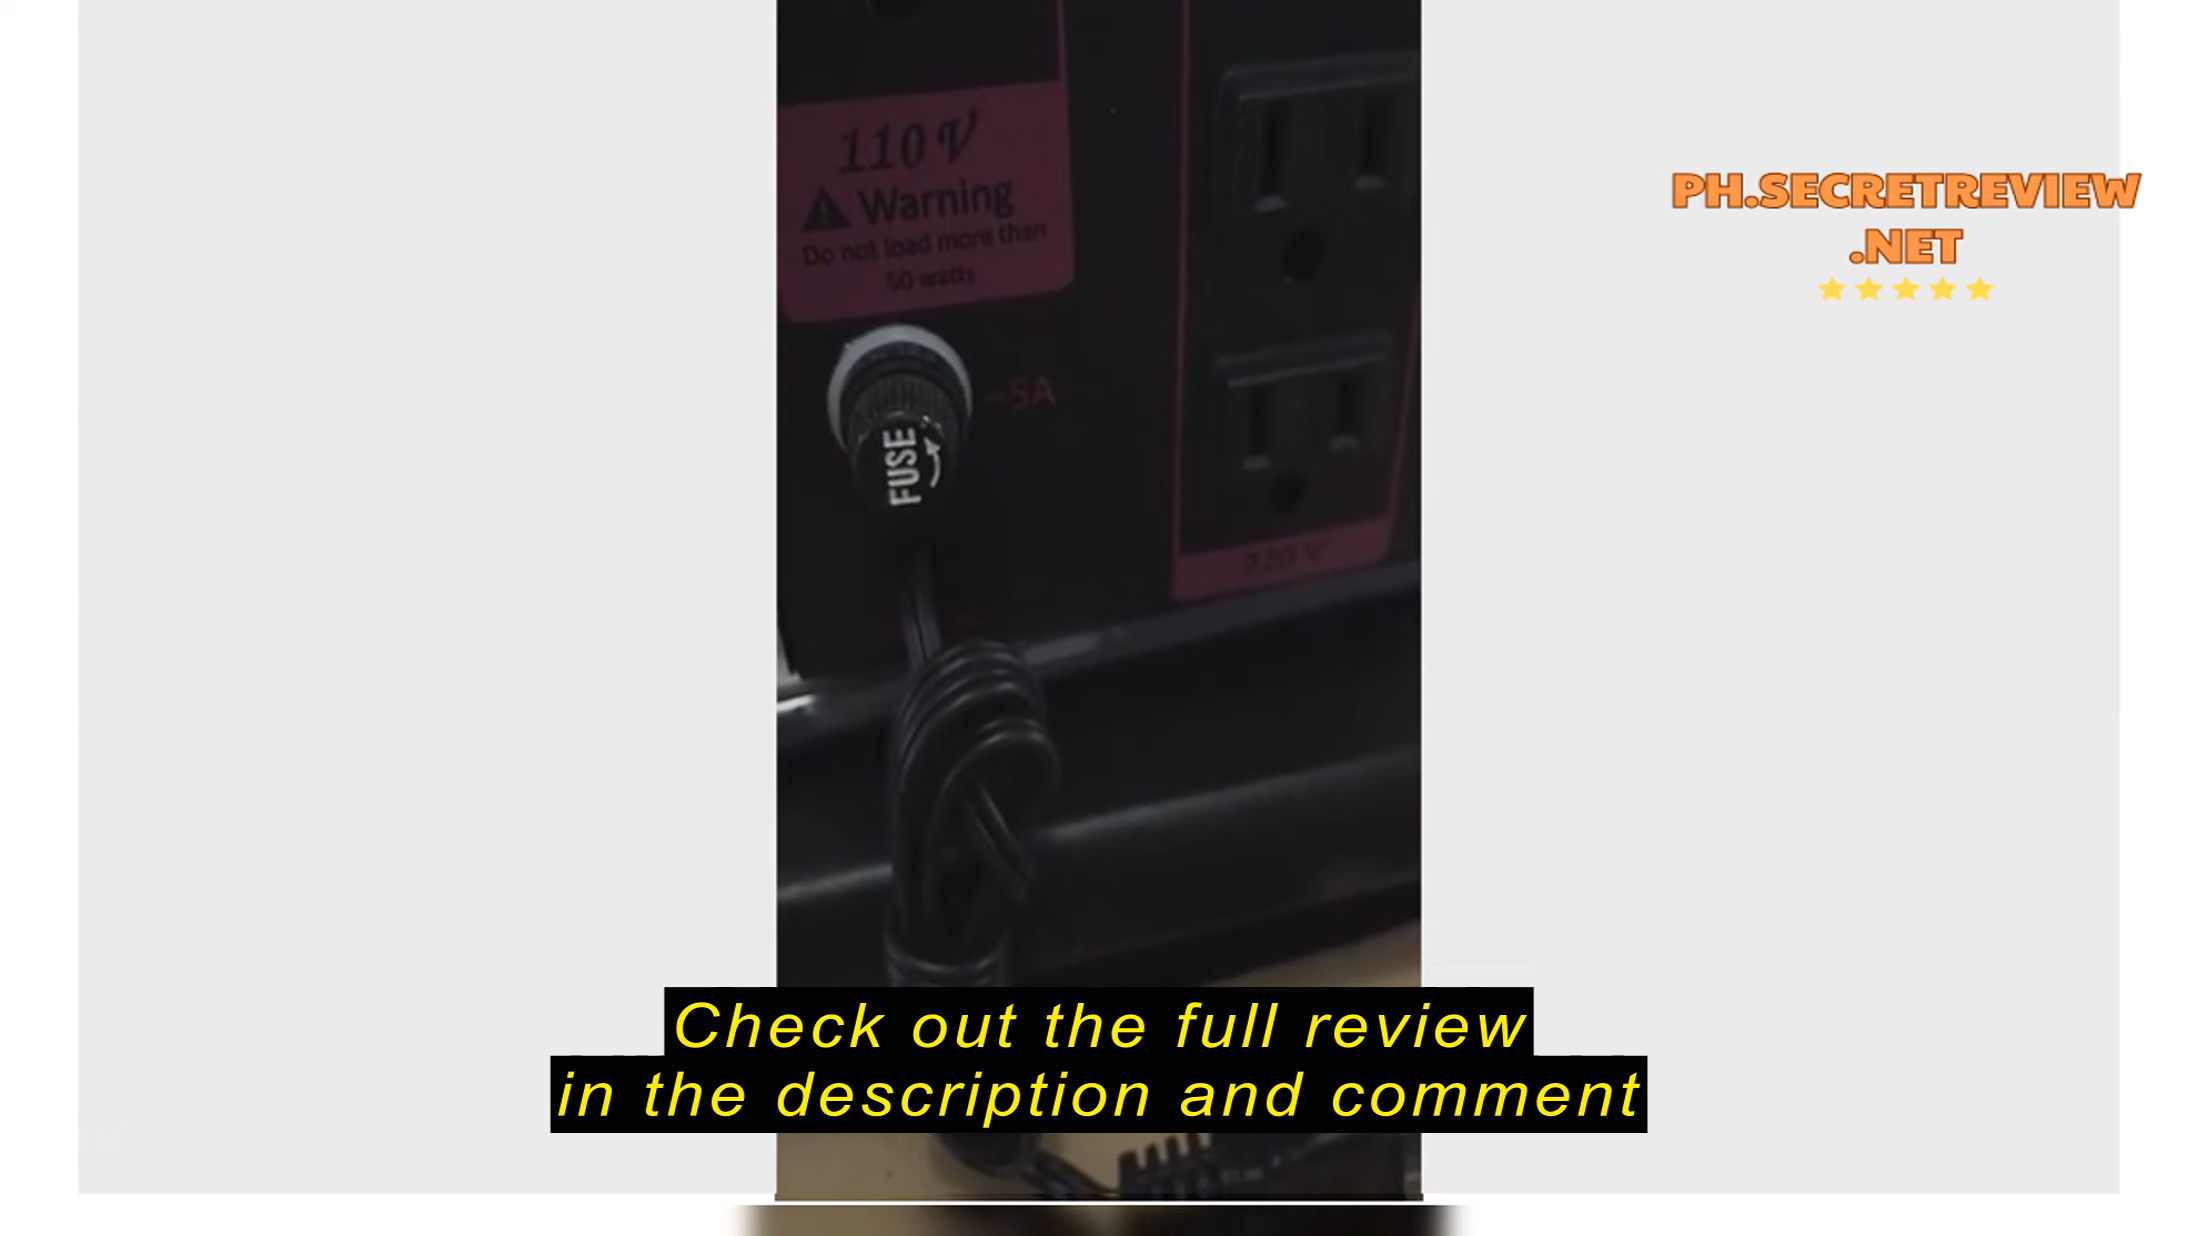 110V
Warning
Do not load more than
50 watts
-5A
FUSE
PH.SECRETREVIEW
.NET
Check out the full review
in the description and comment